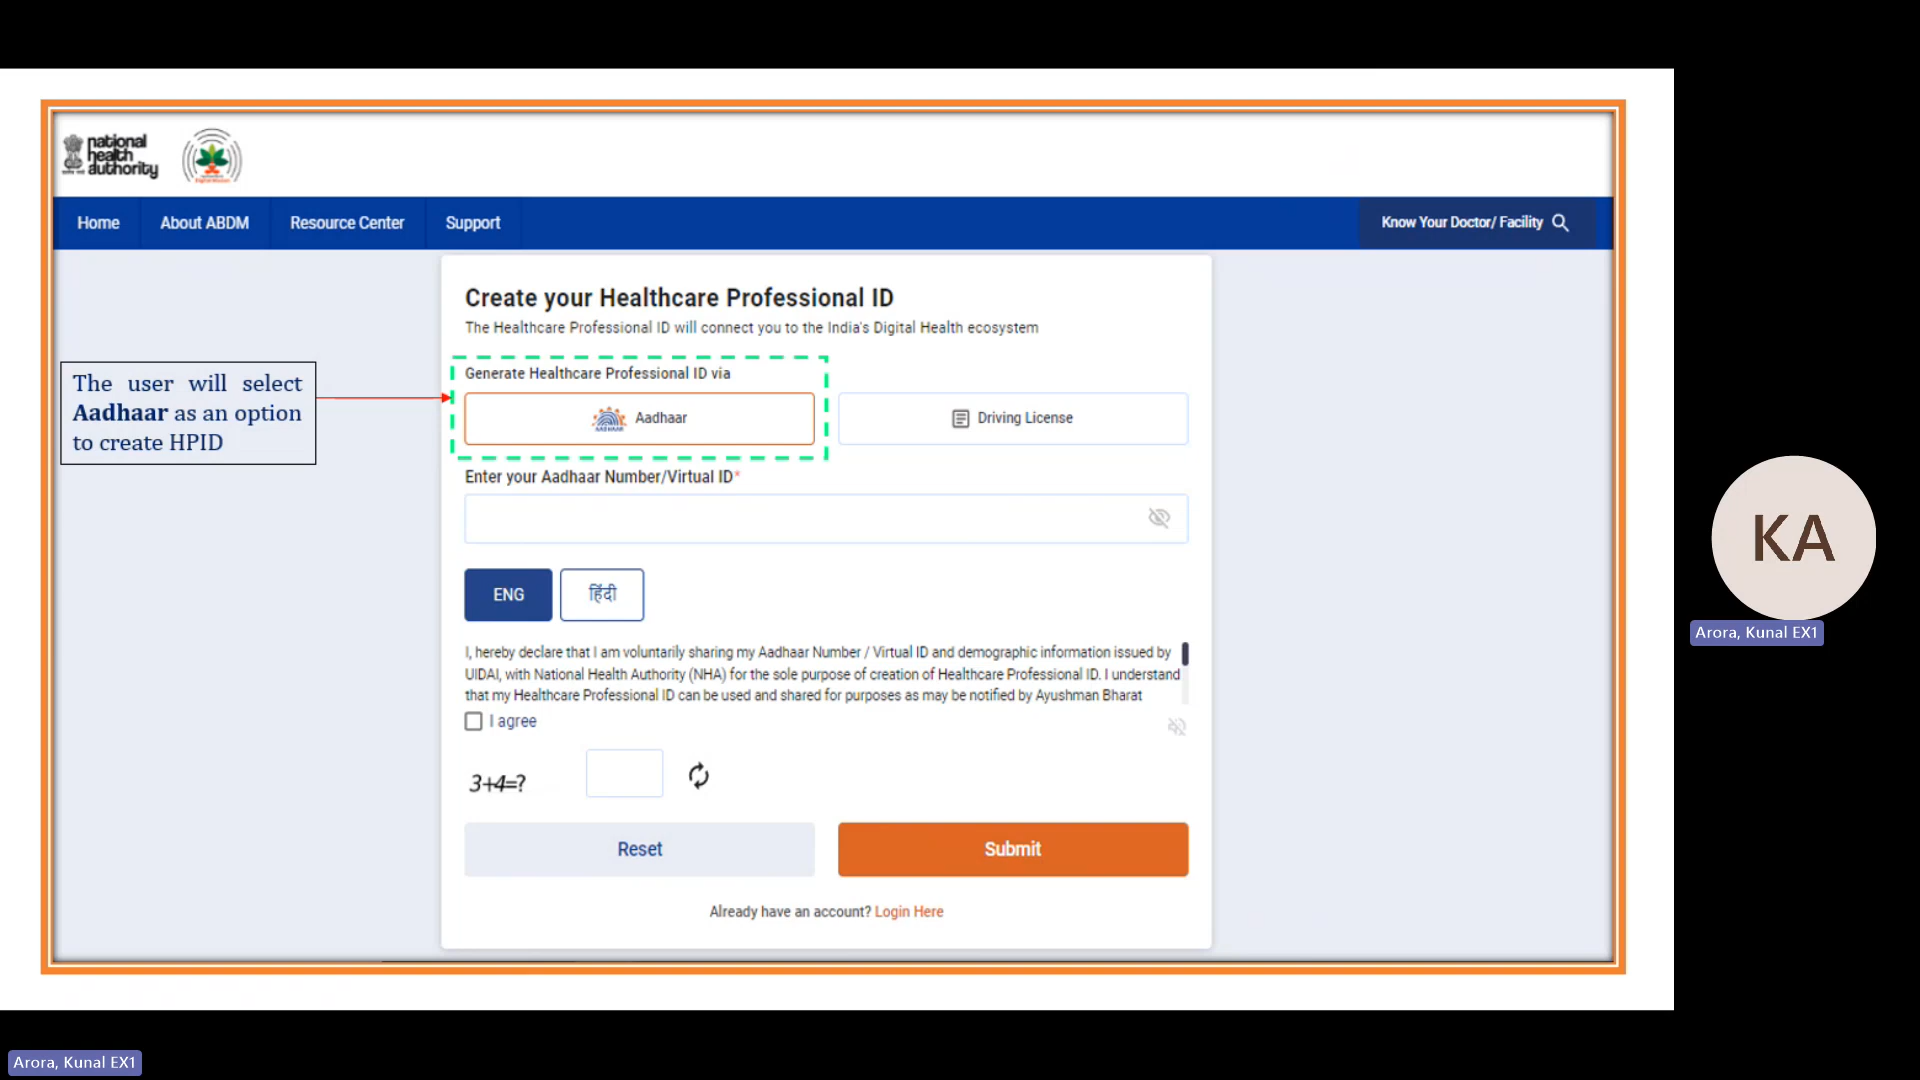 national
health
authority
Home
About ABDM
Resource Center
Support
Know Your Doctor/ Facility
Create your Healthcare Professional ID
The Healthcare Professional ID will connect you to the India's Digital Health ecosystem
The user will select
Aadhaar as an option
to create HPID
Generate Healthcare Professional ID via
AADHAAR
Aadhaar
Driving License
Enter your Aadhaar Number/Virtual ID*
ENG
हिंदी
I, hereby declare that I am voluntarily sharing my Aadhaar Number / Virtual ID and demographic information issued by
UIDAI, with National Health Authority (NHA) for the sole purpose of creation of Healthcare Professional ID. I understand
that my Healthcare Professional ID can be used and shared for purposes as may be notified by Ayushman Bharat
I agree
3+4=?
Reset
Submit
Already have an account? Login Here
KA
Arora, Kunal EX1
Arora, Kunal EX1